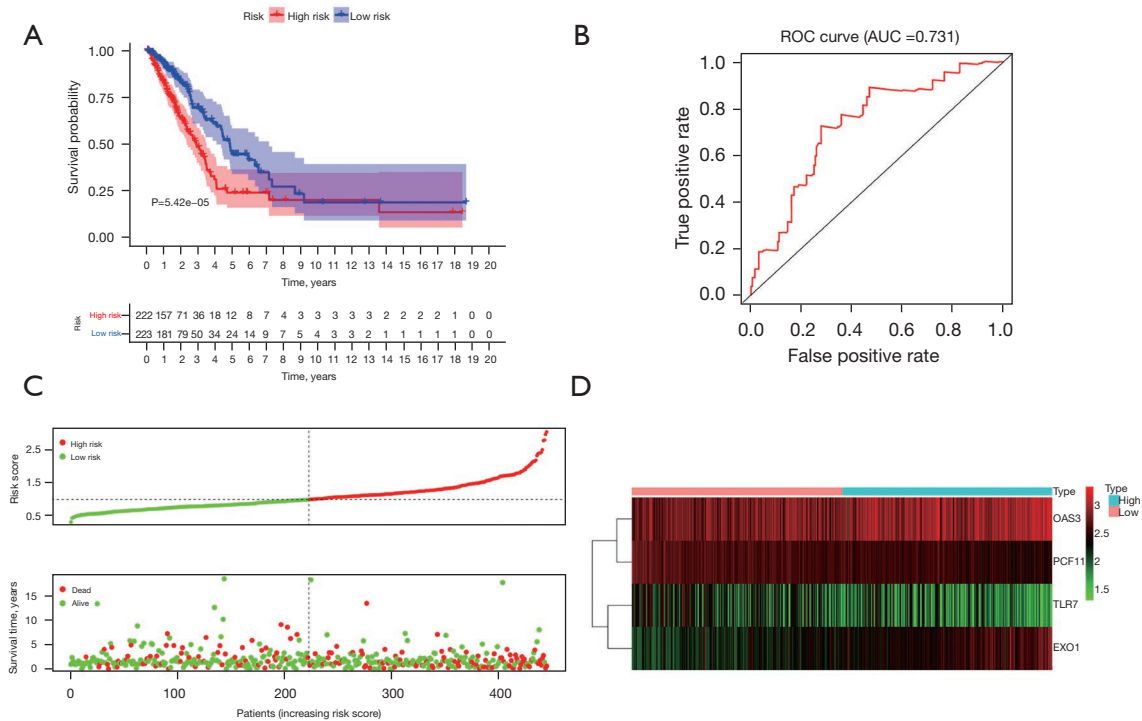 A
Risk High risk Low risk
Survival probability
1.00
0.75
0.50
0.25
0.00
P=5.42e−05
0 1 2 3 4 5 6 7 8 9 10 11 12 13 14 15 16 17 18 19 20
Time, years
Risk
High risk 222 157 71 36 18 12 8 7 4 3 3 3 3 3 2 2 2 2 1 0 0
Low risk 223 181 79 50 34 24 14 9 7 5 4 3 3 2 1 1 1 1 1 0 0
0 1 2 3 4 5 6 7 8 9 10 11 12 13 14 15 16 17 18 19 20
Time, years
B
ROC curve (AUC =0.731)
True positive rate
1.0
0.8
0.6
0.4
0.2
0.0
0.0 0.2 0.4 0.6 0.8 1.0
False positive rate
C
Risk score
2.5
1.5
0.5
High risk
Low risk
Survival time, years
15
10
5
0
Dead
Alive
0 100 200 300 400
Patients (increasing risk score)
D
Type
OAS3
PCF11
TLR7
EXO1
3
2.5
2
1.5
Type
High
Low